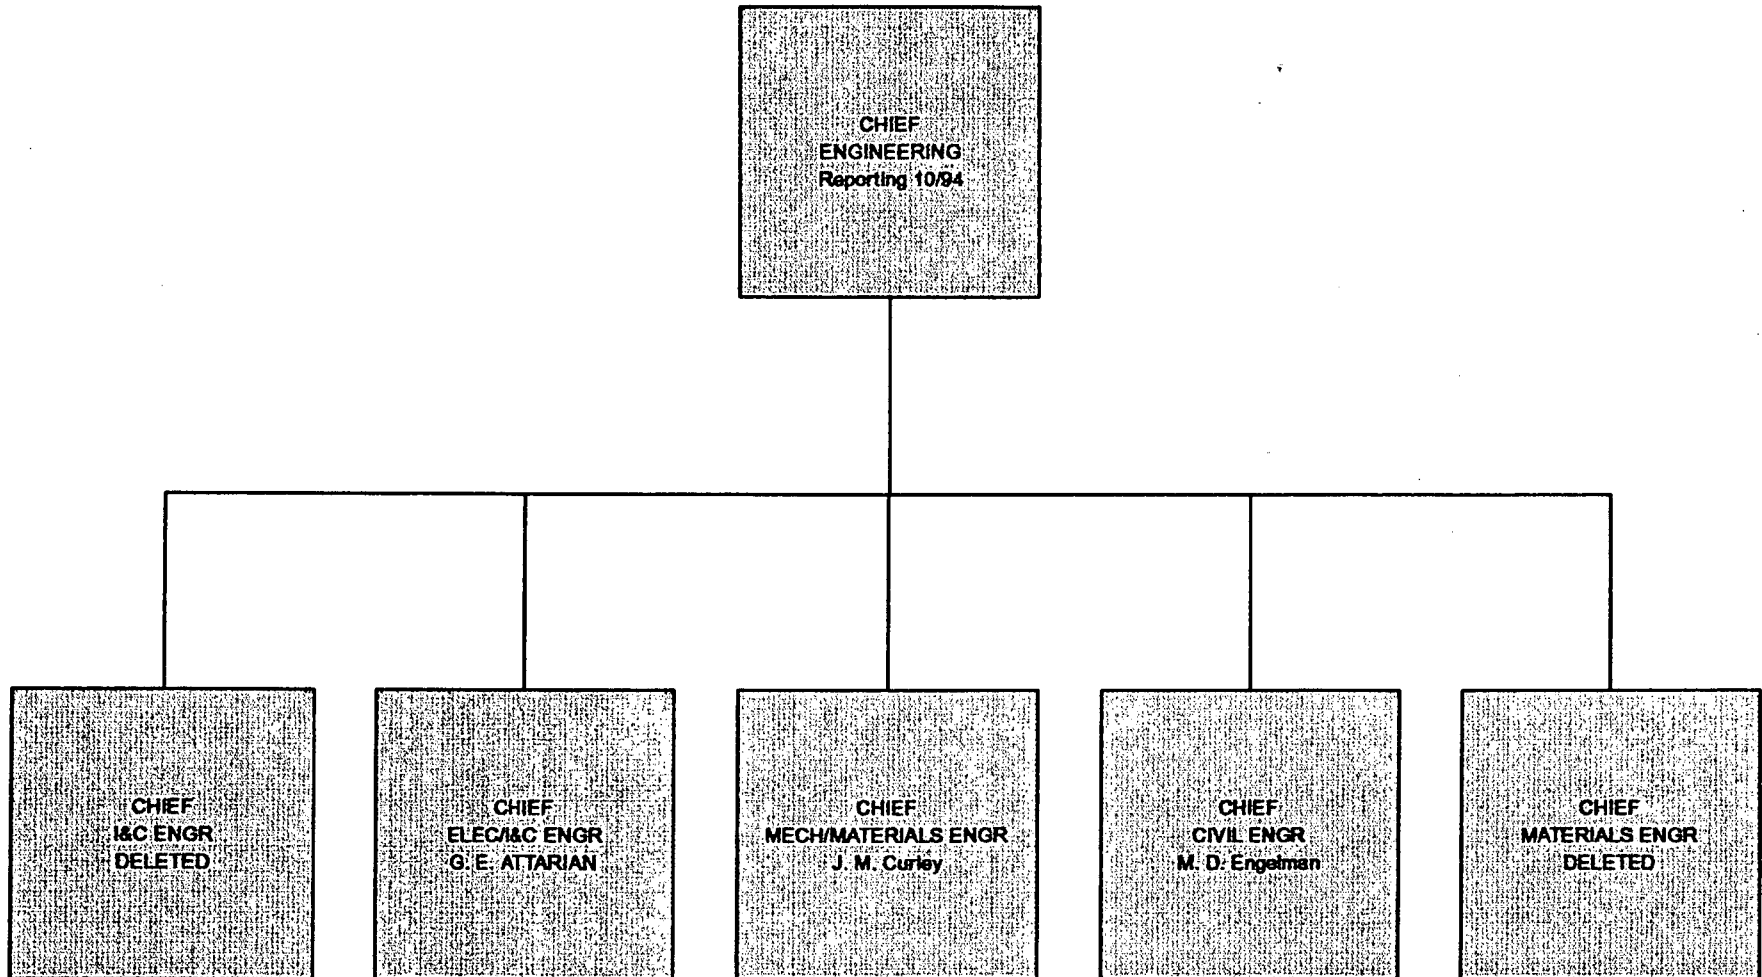 CHIEF
ENGINEERING
Reporting 10/94
CHIEF
I&C ENGR
DELETED
CHIEF
ELEC/I&C ENGR
G. E. ATTARIAN
CHIEF
MECH/MATERIALS ENGR
J. M. Curley
CHIEF
CIVIL ENGR
M. D. Engelman
CHIEF
MATERIALS ENGR
DELETED